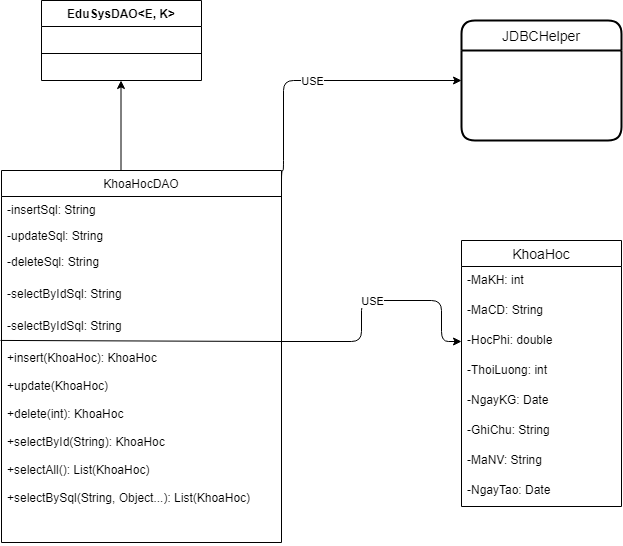 EduSysDAO<E, K>
JDBCHelper
USE
KhoaHocDAO
-insertSql: String
-updateSql: String
-deleteSql: String
-selectByIdSql: String
-selectByIdSql: String
+insert(KhoaHoc): KhoaHoc
+update(KhoaHoc)
+delete(int): KhoaHoc
+selectById(String): KhoaHoc
+selectAll(): List(KhoaHoc)
+selectBySql(String, Object...): List(KhoaHoc)
USE
KhoaHoc
-MaKH: int
-MaCD: String
-HocPhi: double
-ThoiLuong: int
-NgayKG: Date
-GhiChu: String
-MaNV: String
-NgayTao: Date